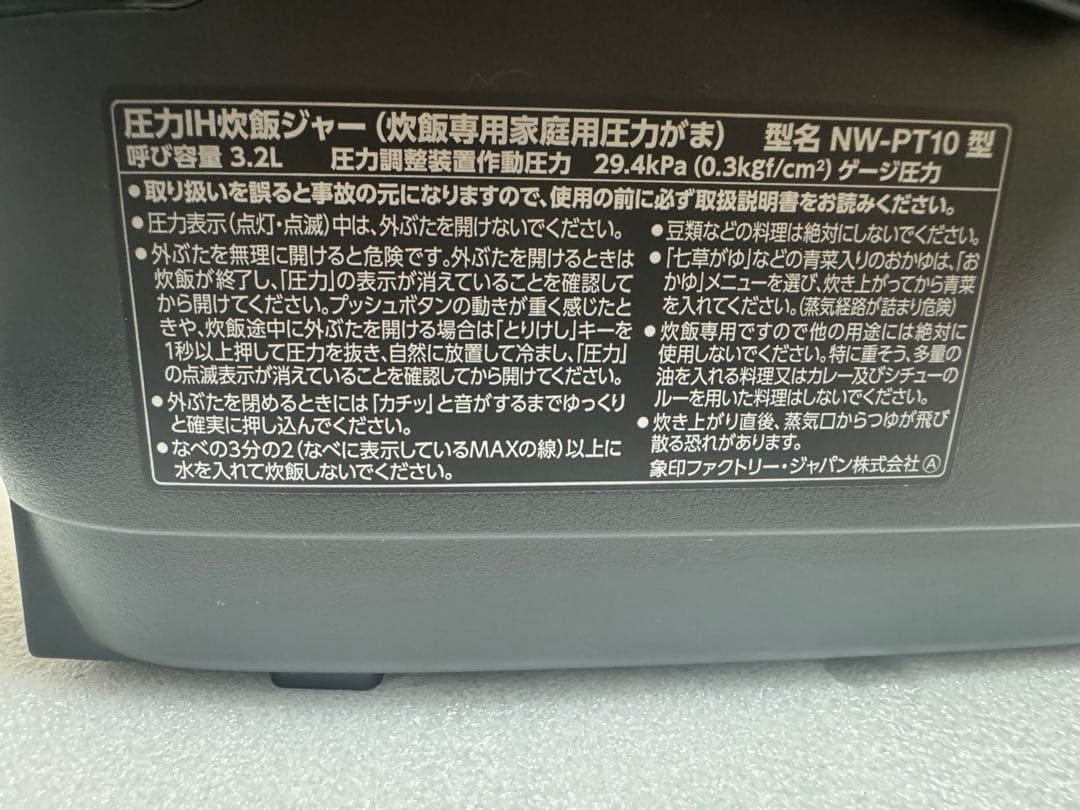 圧力IH炊飯ジャー(炊飯専用家庭用圧力がま) 型名 NW-PT10 型
呼び容量 3.2L 圧力調整装置作動圧力 29.4kPa (0.3kgf/cm²) ゲージ圧力
●取り扱いを誤ると事故の元になりますので、使用の前に必ず取扱説明書をお読みください。
●圧力表示(点灯・点滅)中は、外ぶたを開けないでください。
●外ぶたを無理に開けると危険です。外ぶたを開けるときは
炊飯が終了し、「圧力」の表示が消えていることを確認して
から開けてください。プッシュボタンの動きが重く感じたと
きや、炊飯途中に外ぶたを開ける場合は「とりけし」キーを
1秒以上押して圧力を抜き、自然に放置して冷まし、「圧力」
の点滅表示が消えていることを確認してから開けてください。
●外ぶたを閉めるときには「カチッ」と音がするまでゆっくり
と確実に押し込んでください。
●なべの3分の2(なべに表示しているMAXの線)以上に
水を入れて炊飯しないでください。
●豆類などの料理は絶対にしないでください。
●「七草がゆ」などの青菜入りのおかゆは、「お
かゆ」メニューを選び、炊き上がってから青菜
を入れてください。(蒸気経路が詰まり危険)
●炊飯専用ですので他の用途には絶対に
使用しないでください。特に重そう、多量の
油を入れる料理又はカレー及びシチューの
ルーを用いた料理はしないでください。
●炊き上がり直後、蒸気口からつゆが飛び
散る恐れがあります。
象印ファクトリー・ジャパン株式会社 Ⓐ